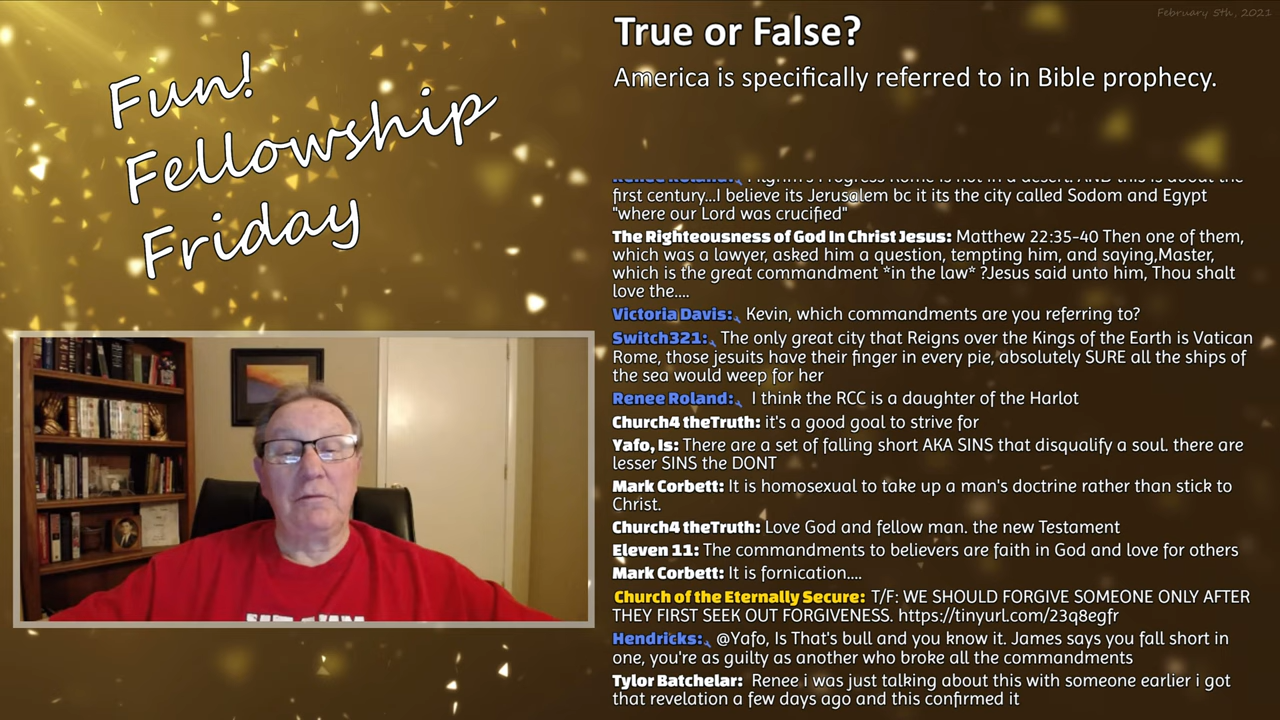 February 5th, 2021
Fun!
Fellowship
Friday
True or False?
America is specifically referred to in Bible prophecy.
Renee Roland: Pilgrim's Progress Rome is not in a desert. AND this is about the
first century...I believe its Jerusalem bc it its the city called Sodom and Egypt
"where our Lord was crucified"
The Righteousness of God In Christ Jesus: Matthew 22:35-40 Then one of them,
which was a lawyer, asked him a question, tempting him, and saying,Master,
which is the great commandment *in the law* ?Jesus said unto him, Thou shalt
love the....
Victoria Davis: Kevin, which commandments are you referring to?
Switch321: The only great city that Reigns over the Kings of the Earth is Vatican
Rome, those jesuits have their finger in every pie, absolutely SURE all the ships of
the sea would weep for her
Renee Roland: I think the RCC is a daughter of the Harlot
Church4 theTruth: it's a good goal to strive for
Yafo, Is: There are a set of falling short AKA SINS that disqualify a soul. there are
lesser SINS the DONT
Mark Corbett: It is homosexual to take up a man's doctrine rather than stick to
Christ.
Church4 theTruth: Love God and fellow man. the new Testament
Eleven 11: The commandments to believers are faith in God and love for others
Mark Corbett: It is fornication....
Church of the Eternally Secure: T/F: WE SHOULD FORGIVE SOMEONE ONLY AFTER
THEY FIRST SEEK OUT FORGIVENESS. https://tinyurl.com/23q8egfr
Hendricks: @Yafo, Is That's bull and you know it. James says you fall short in
one, you're as guilty as another who broke all the commandments
Tylor Batchelar: Renee i was just talking about this with someone earlier i got
that revelation a few days ago and this confirmed it